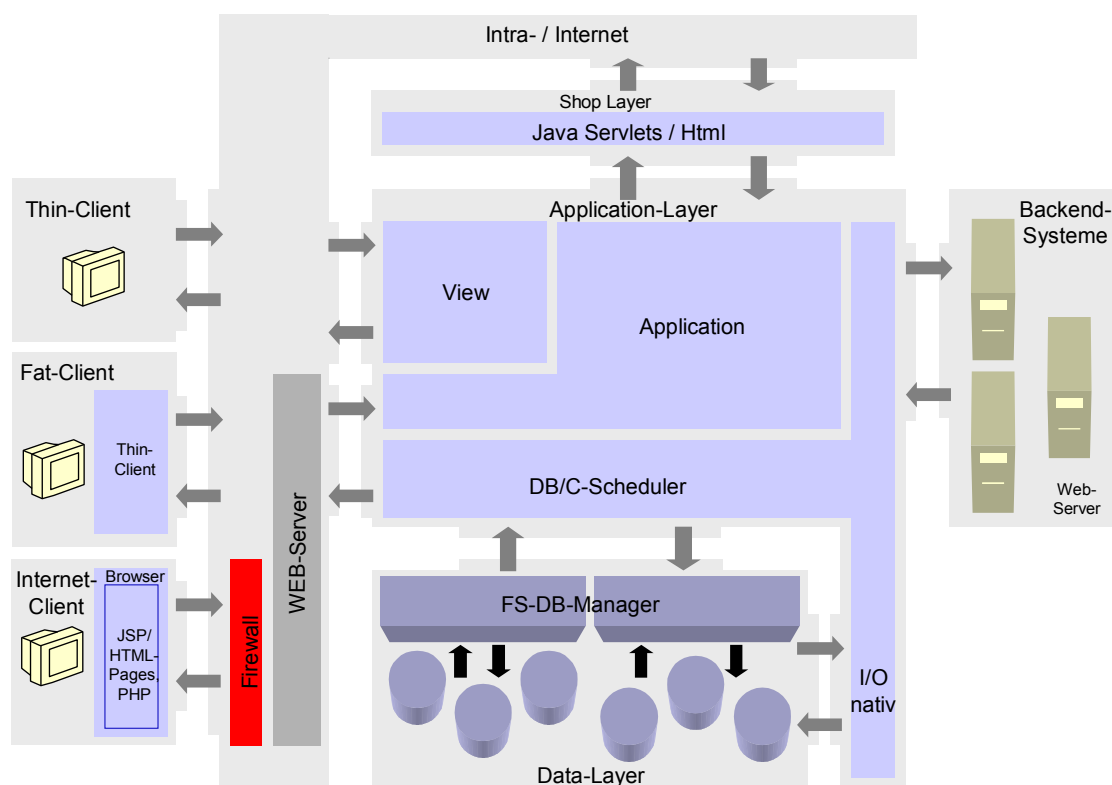 Intra- / Internet
Shop Layer
Java Servlets / Html
Thin-Client
Application-Layer
Backend-
Systeme
View
Application
Fat-Client
Thin-
Client
DB/C-Scheduler
Web-
Server
WEB-Server
Internet-
Client
Browser
JSP/
HTML-
Pages,
PHP
Firewall
FS-DB-Manager
I/O
nativ
Data-Layer